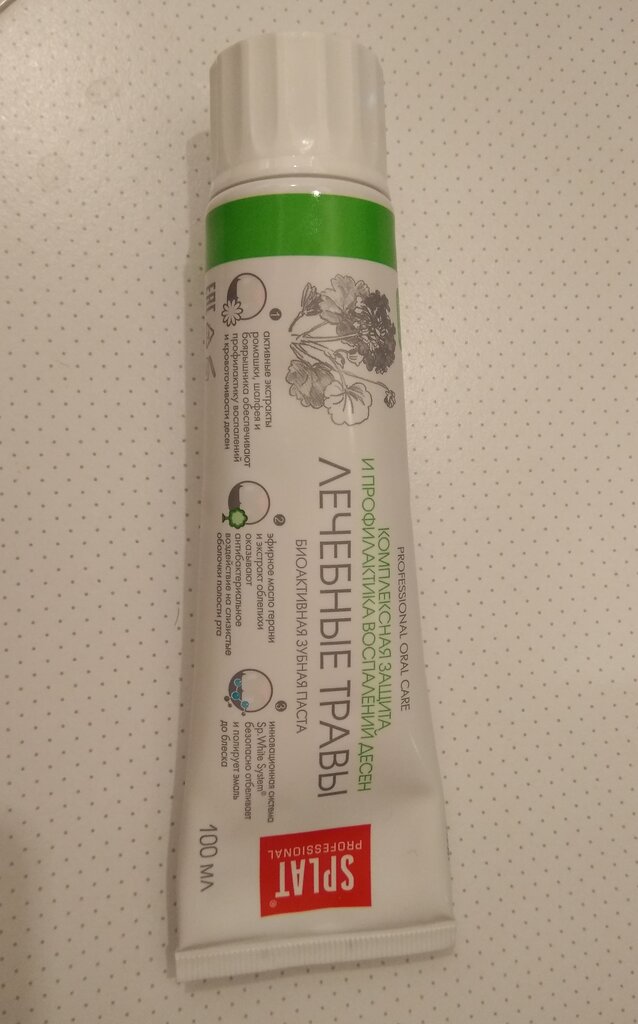 PROFESSIONAL ORAL CARE
КОМПЛЕКСНАЯ ЗАЩИТА
И ПРОФИЛАКТИКА ВОСПАЛЕНИЙ ДЕСЕН
ЛЕЧЕБНЫЕ ТРАВЫ
БИОАКТИВНАЯ ЗУБНАЯ ПАСТА
1
активные экстракты
ромашки, шалфея и
боярышника обеспечивают
профилактику воспалений
и кровоточивости десен
2
эфирное масло герани
и экстракт облепихи
оказывают
антибактериальное
воздействие на слизистые
оболочки полости рта
3
инновационная система
Sp.White System®
безопасно отбеливает
и полирует эмаль
до блеска
EAC
100 МЛ
SPLAT®
PROFESSIONAL